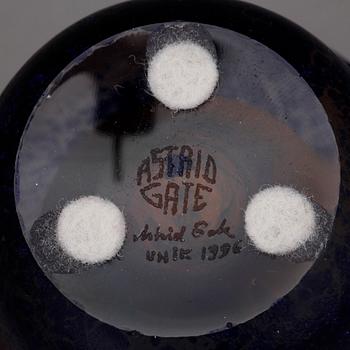 ASTRID
GATE
Astrid Gate
UNIK 1996